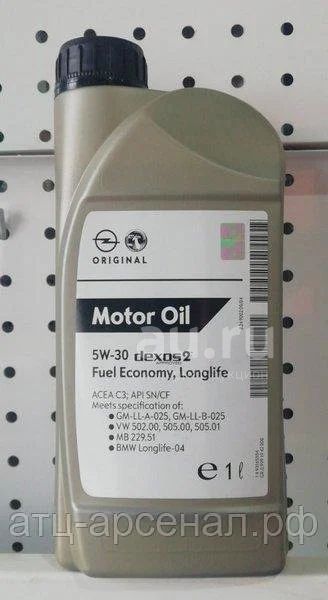 ORIGINAL
Motor Oil
au.ru
5W-30 dexos2
APPROVED
Fuel Economy, Longlife
ACEA C3; API SN/CF
Meets specification of:
• GM-LL-A-025, GM-LL-B-025
• VW 502.00, 505.00, 505.01
• MB 229.51
• BMW Longlife-04
e 1 ℓ
атц-арсенал.рф